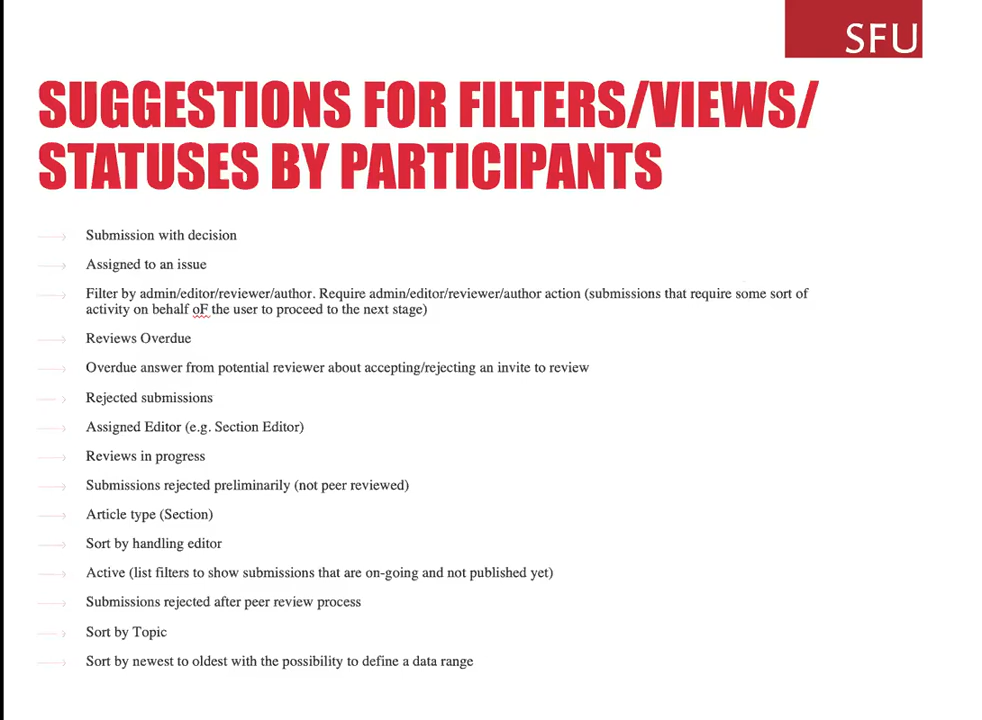 SFU
SUGGESTIONS FOR FILTERS/VIEWS/
STATUSES BY PARTICIPANTS
Submission with decision
Assigned to an issue
Filter by admin/editor/reviewer/author. Require admin/editor/reviewer/author action (submissions that require some sort of
activity on behalf oF the user to proceed to the next stage)
Reviews Overdue
Overdue answer from potential reviewer about accepting/rejecting an invite to review
Rejected submissions
Assigned Editor (e.g. Section Editor)
Reviews in progress
Submissions rejected preliminarily (not peer reviewed)
Article type (Section)
Sort by handling editor
Active (list filters to show submissions that are on-going and not published yet)
Submissions rejected after peer review process
Sort by Topic
Sort by newest to oldest with the possibility to define a data range